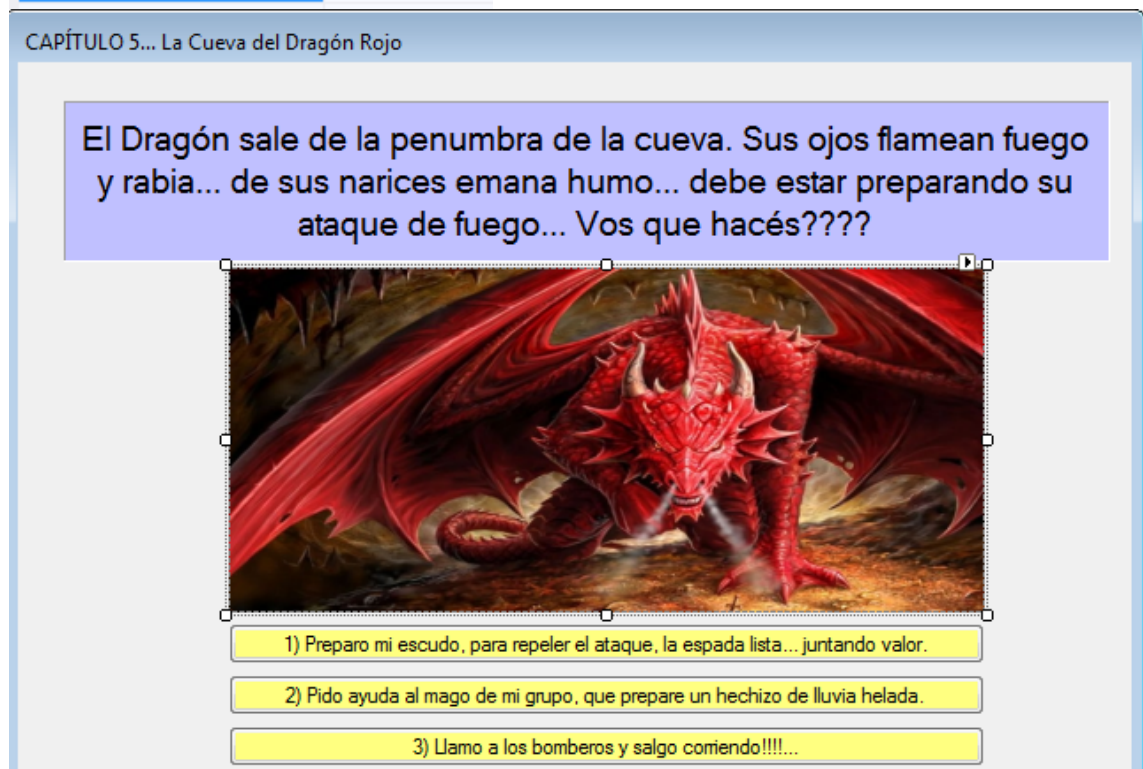 CAPÍTULO 5... La Cueva del Dragón Rojo
El Dragón sale de la penumbra de la cueva. Sus ojos flamean fuego
y rabia... de sus narices emana humo... debe estar preparando su
ataque de fuego... Vos que hacés????
1) Preparo mi escudo, para repeler el ataque, la espada lista... juntando valor.
2) Pido ayuda al mago de mi grupo, que prepare un hechizo de lluvia helada.
3) Llamo a los bomberos y salgo corriendo!!!!...